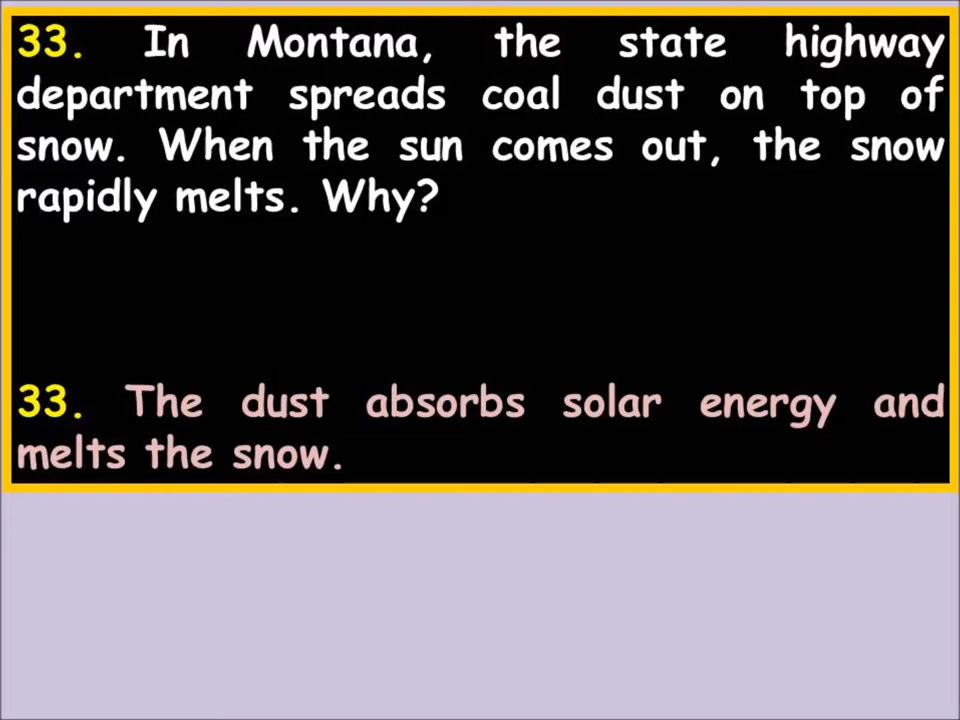 33. In Montana, the state highway
department spreads coal dust on top of
snow. When the sun comes out, the snow
rapidly melts. Why?
33. The dust absorbs solar energy and
melts the snow.